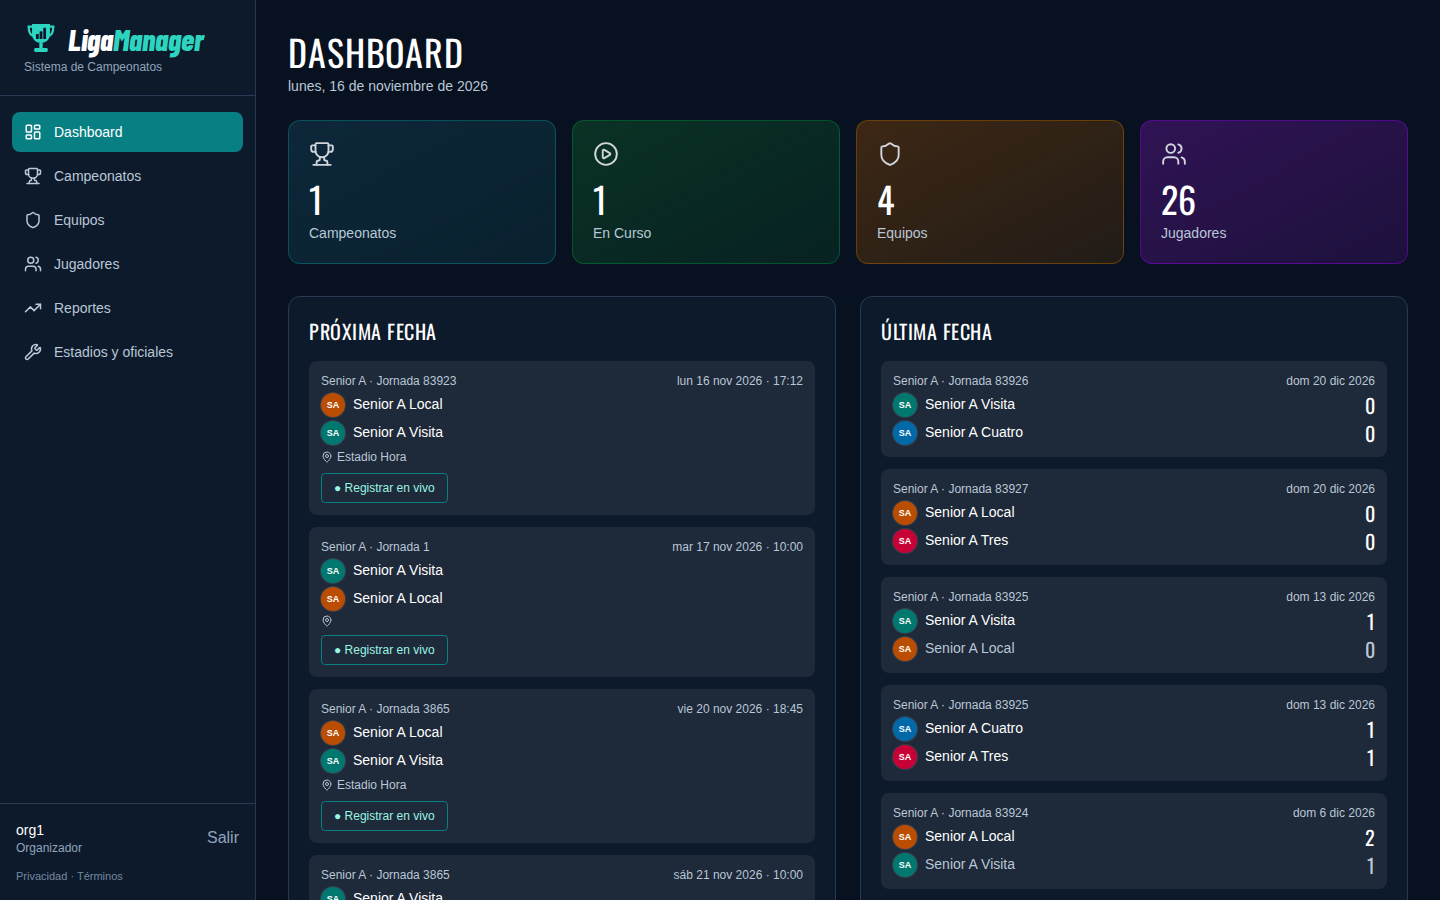 LigaManager
Sistema de Campeonatos
Dashboard
Campeonatos
Equipos
Jugadores
Reportes
Estadios y oficiales
org1
Organizador
Salir
Privacidad · Términos
DASHBOARD
lunes, 16 de noviembre de 2026
1
Campeonatos
1
En Curso
4
Equipos
26
Jugadores
PRÓXIMA FECHA
Senior A · Jornada 83923 lun 16 nov 2026 · 17:12
SA Senior A Local
SA Senior A Visita
Estadio Hora
● Registrar en vivo
Senior A · Jornada 1 mar 17 nov 2026 · 10:00
SA Senior A Visita
SA Senior A Local
● Registrar en vivo
Senior A · Jornada 3865 vie 20 nov 2026 · 18:45
SA Senior A Local
SA Senior A Visita
Estadio Hora
● Registrar en vivo
Senior A · Jornada 3865 sáb 21 nov 2026 · 10:00
SA Senior A Visita
ÚLTIMA FECHA
Senior A · Jornada 83926 dom 20 dic 2026
SA Senior A Visita 0
SA Senior A Cuatro 0
Senior A · Jornada 83927 dom 20 dic 2026
SA Senior A Local 0
SA Senior A Tres 0
Senior A · Jornada 83925 dom 13 dic 2026
SA Senior A Visita 1
SA Senior A Local 0
Senior A · Jornada 83925 dom 13 dic 2026
SA Senior A Cuatro 1
SA Senior A Tres 1
Senior A · Jornada 83924 dom 6 dic 2026
SA Senior A Local 2
SA Senior A Visita 1